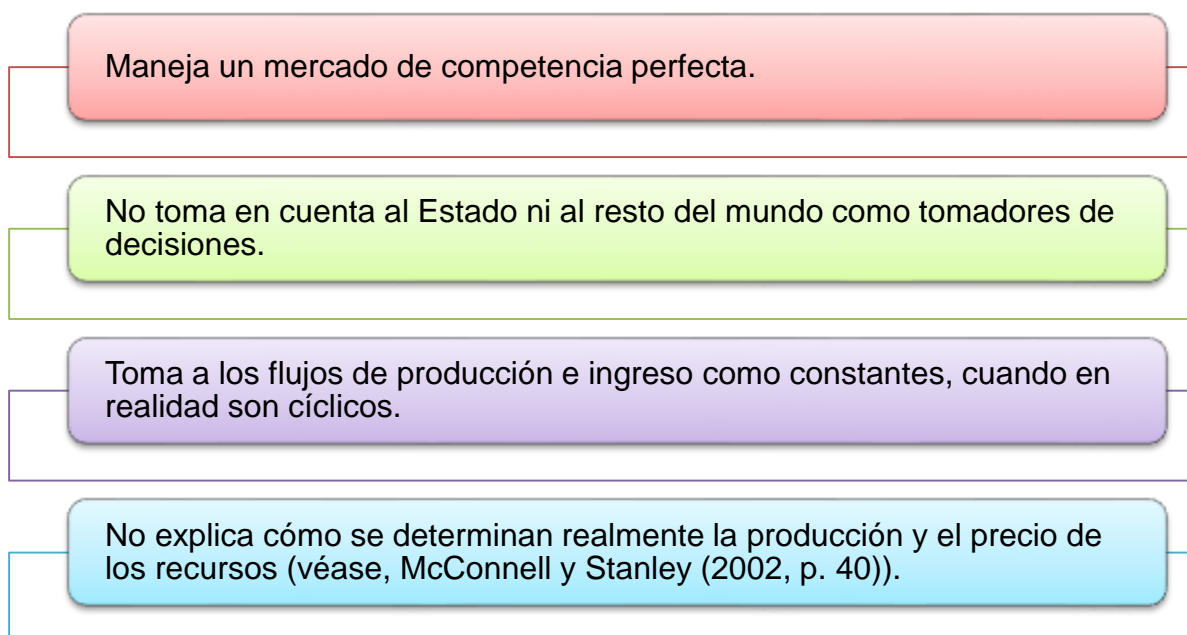 Maneja un mercado de competencia perfecta.
No toma en cuenta al Estado ni al resto del mundo como tomadores de
decisiones.
Toma a los flujos de producción e ingreso como constantes, cuando en
realidad son cíclicos.
No explica cómo se determinan realmente la producción y el precio de
los recursos (véase, McConnell y Stanley (2002, p. 40)).